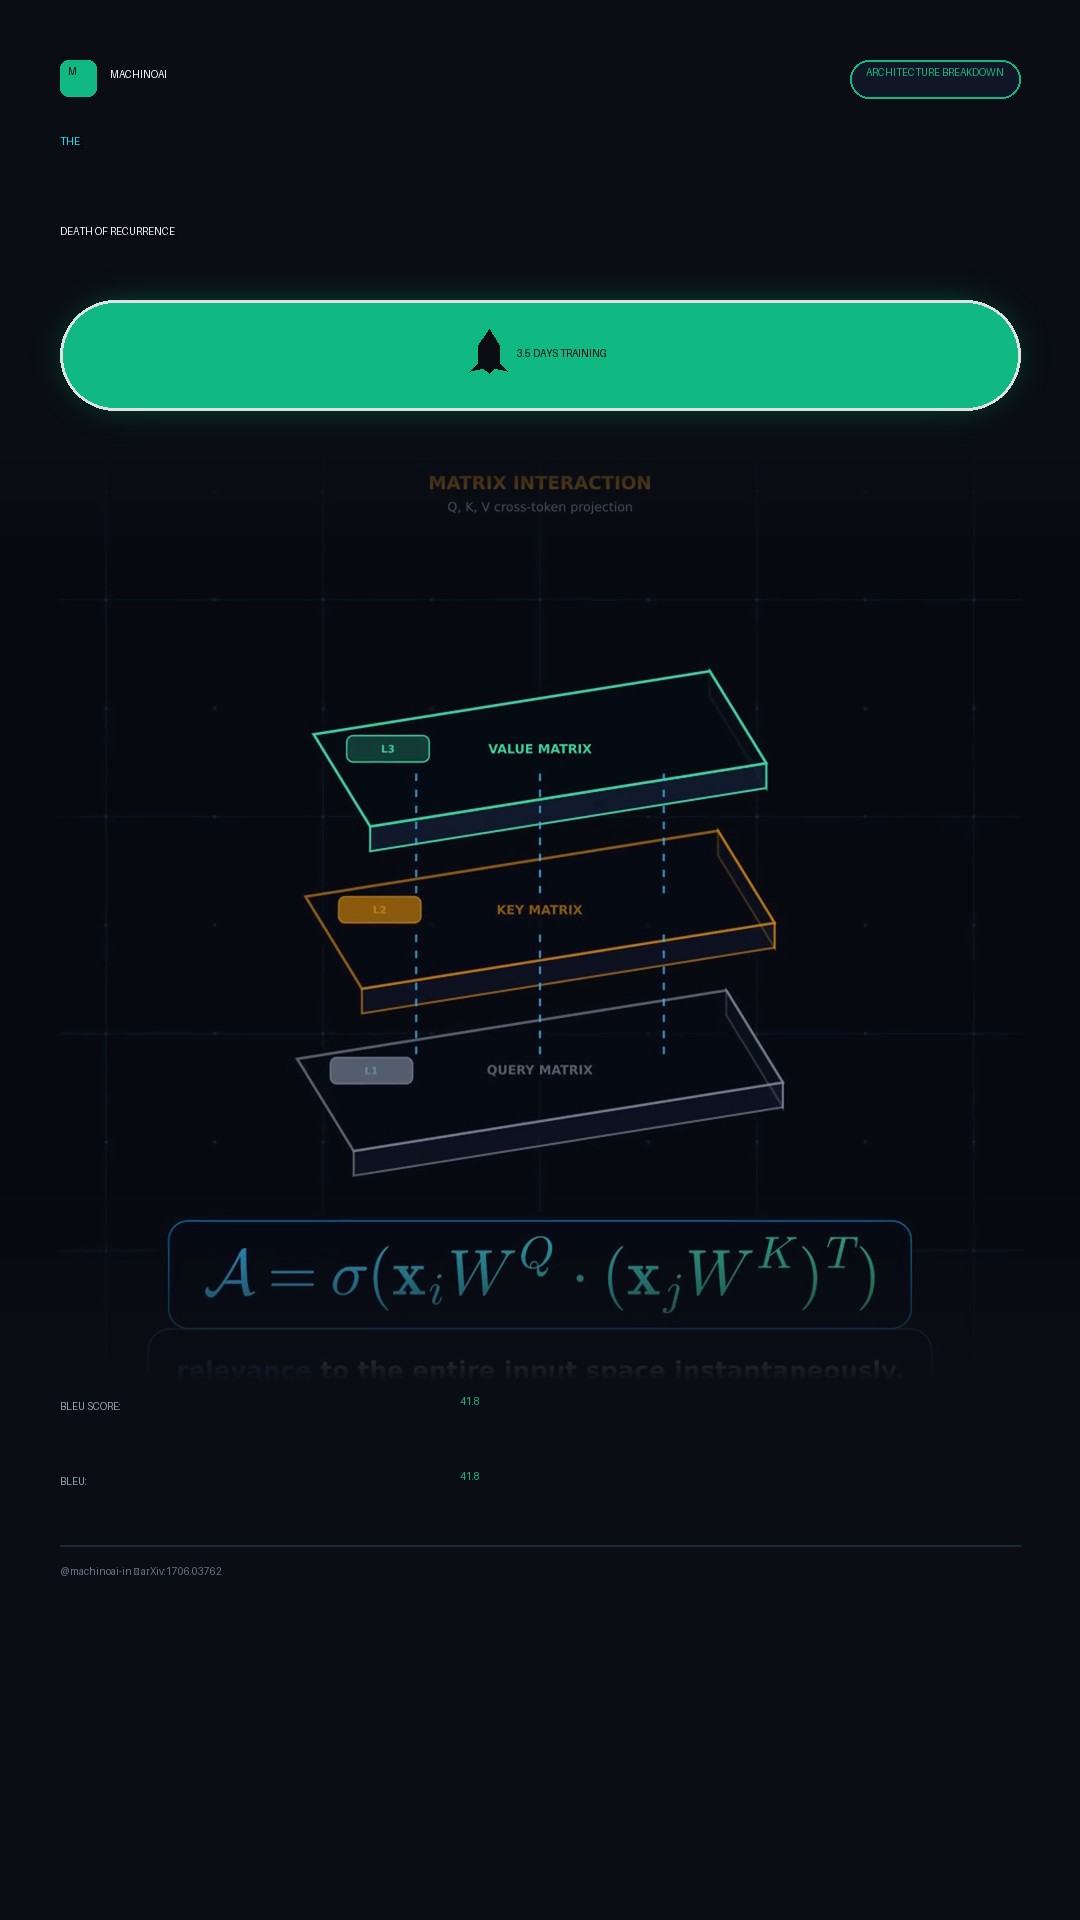 M
MACHINOAI
ARCHITECTURE BREAKDOWN
THE
DEATH OF RECURRENCE
3.5 DAYS TRAINING
MATRIX INTERACTION
Q, K, V cross-token projection
L3
VALUE MATRIX
L2
KEY MATRIX
L1
QUERY MATRIX
𝒜 = σ(x_i W^Q · (x_j W^K)^T)
relevance to the entire input space instantaneously.
BLEU SCORE:
41.8
BLEU:
41.8
@machinoai-in arXiv:1706.03762